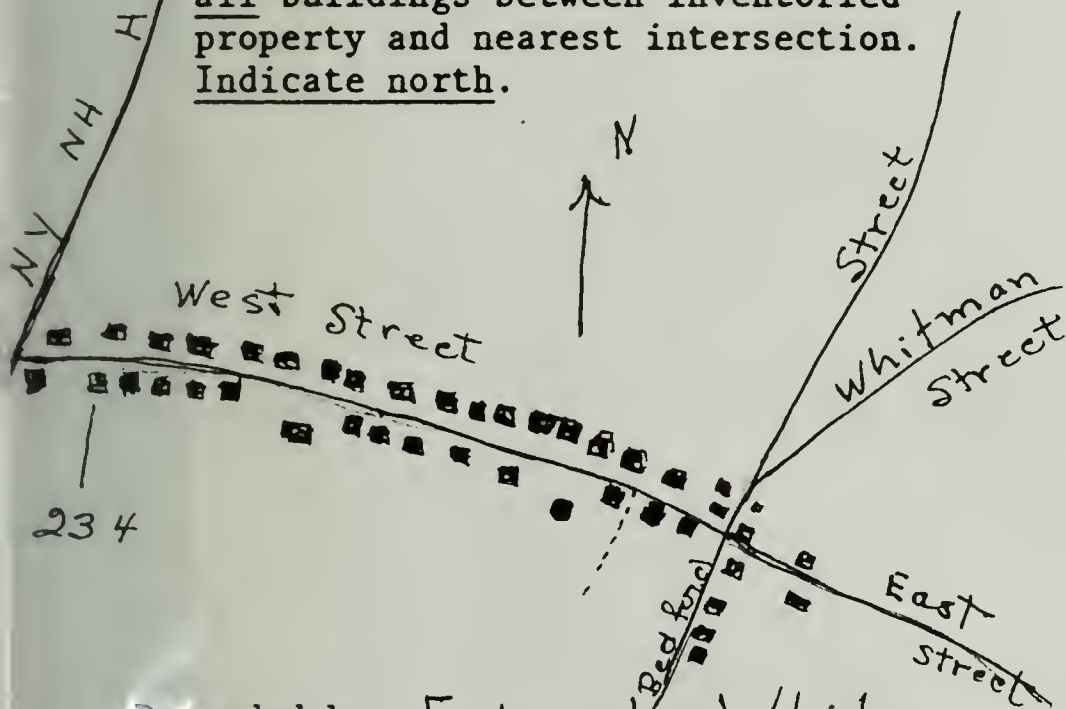 all buildings between inventoried
property and nearest intersection.
Indicate north.
N
NY NH H
West Street
Street
Whitman
Street
234
Bedford
East
Street